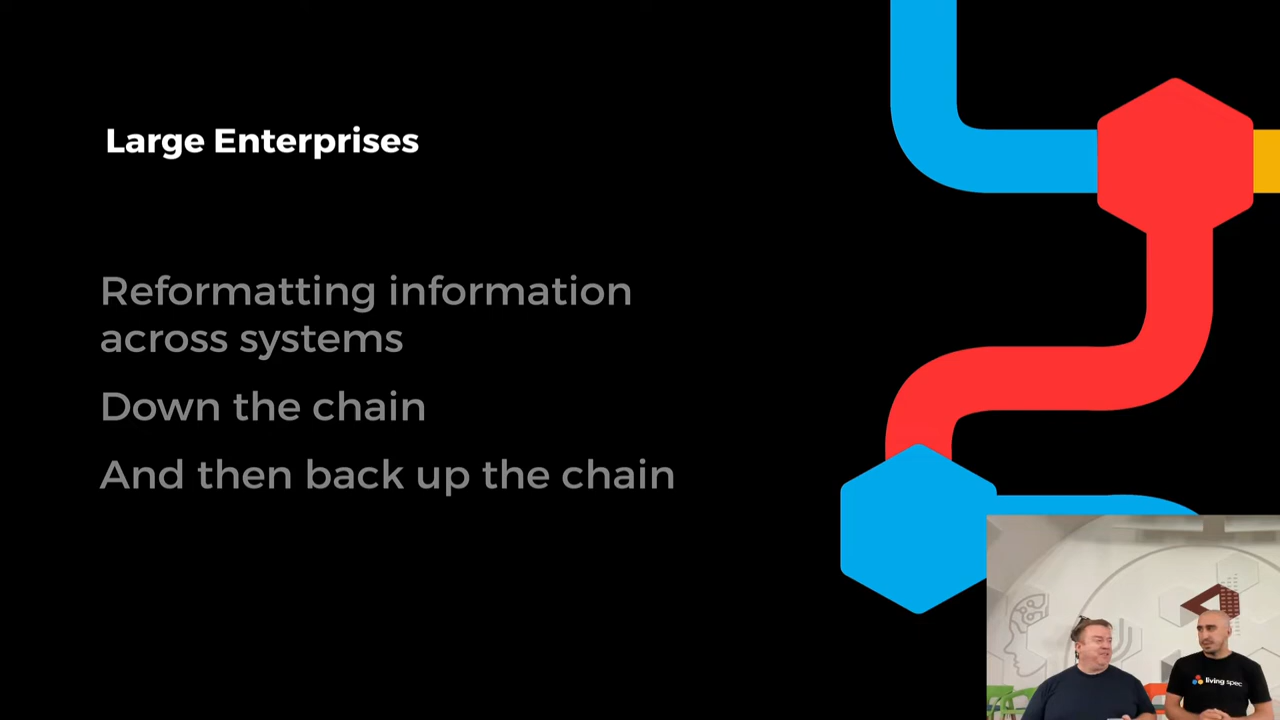 Large Enterprises
Reformatting information
across systems
Down the chain
And then back up the chain
living spec